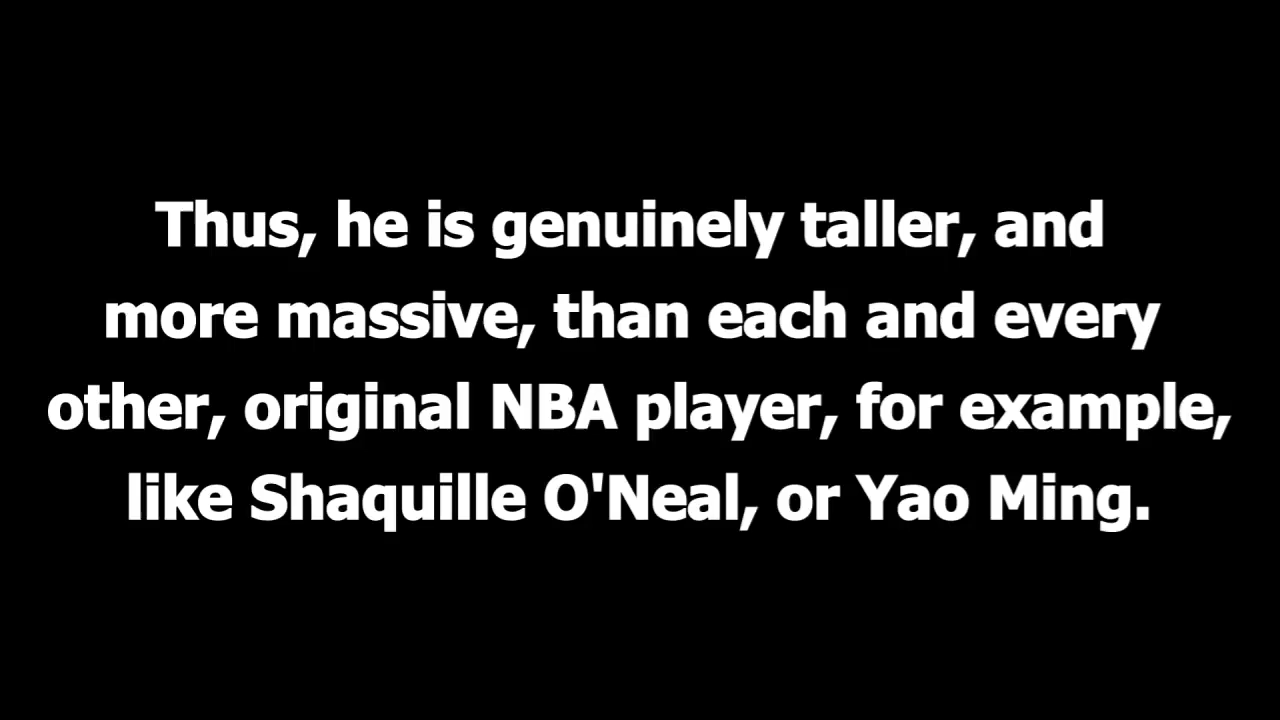 Thus, he is genuinely taller, and
more massive, than each and every
other, original NBA player, for example,
like Shaquille O'Neal, or Yao Ming.